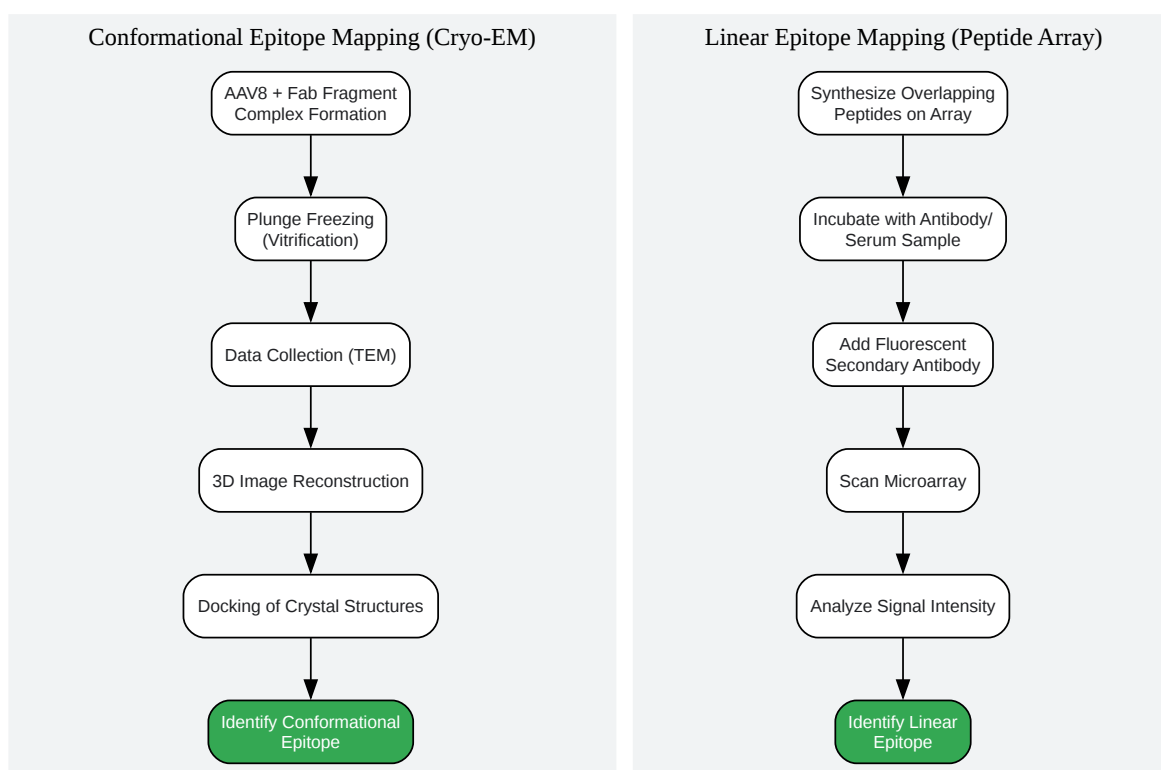 Conformational Epitope Mapping (Cryo-EM)
AAV8 + Fab Fragment
Complex Formation
Plunge Freezing
(Vitrification)
Data Collection (TEM)
3D Image Reconstruction
Docking of Crystal Structures
Identify Conformational
Epitope
Linear Epitope Mapping (Peptide Array)
Synthesize Overlapping
Peptides on Array
Incubate with Antibody/
Serum Sample
Add Fluorescent
Secondary Antibody
Scan Microarray
Analyze Signal Intensity
Identify Linear
Epitope